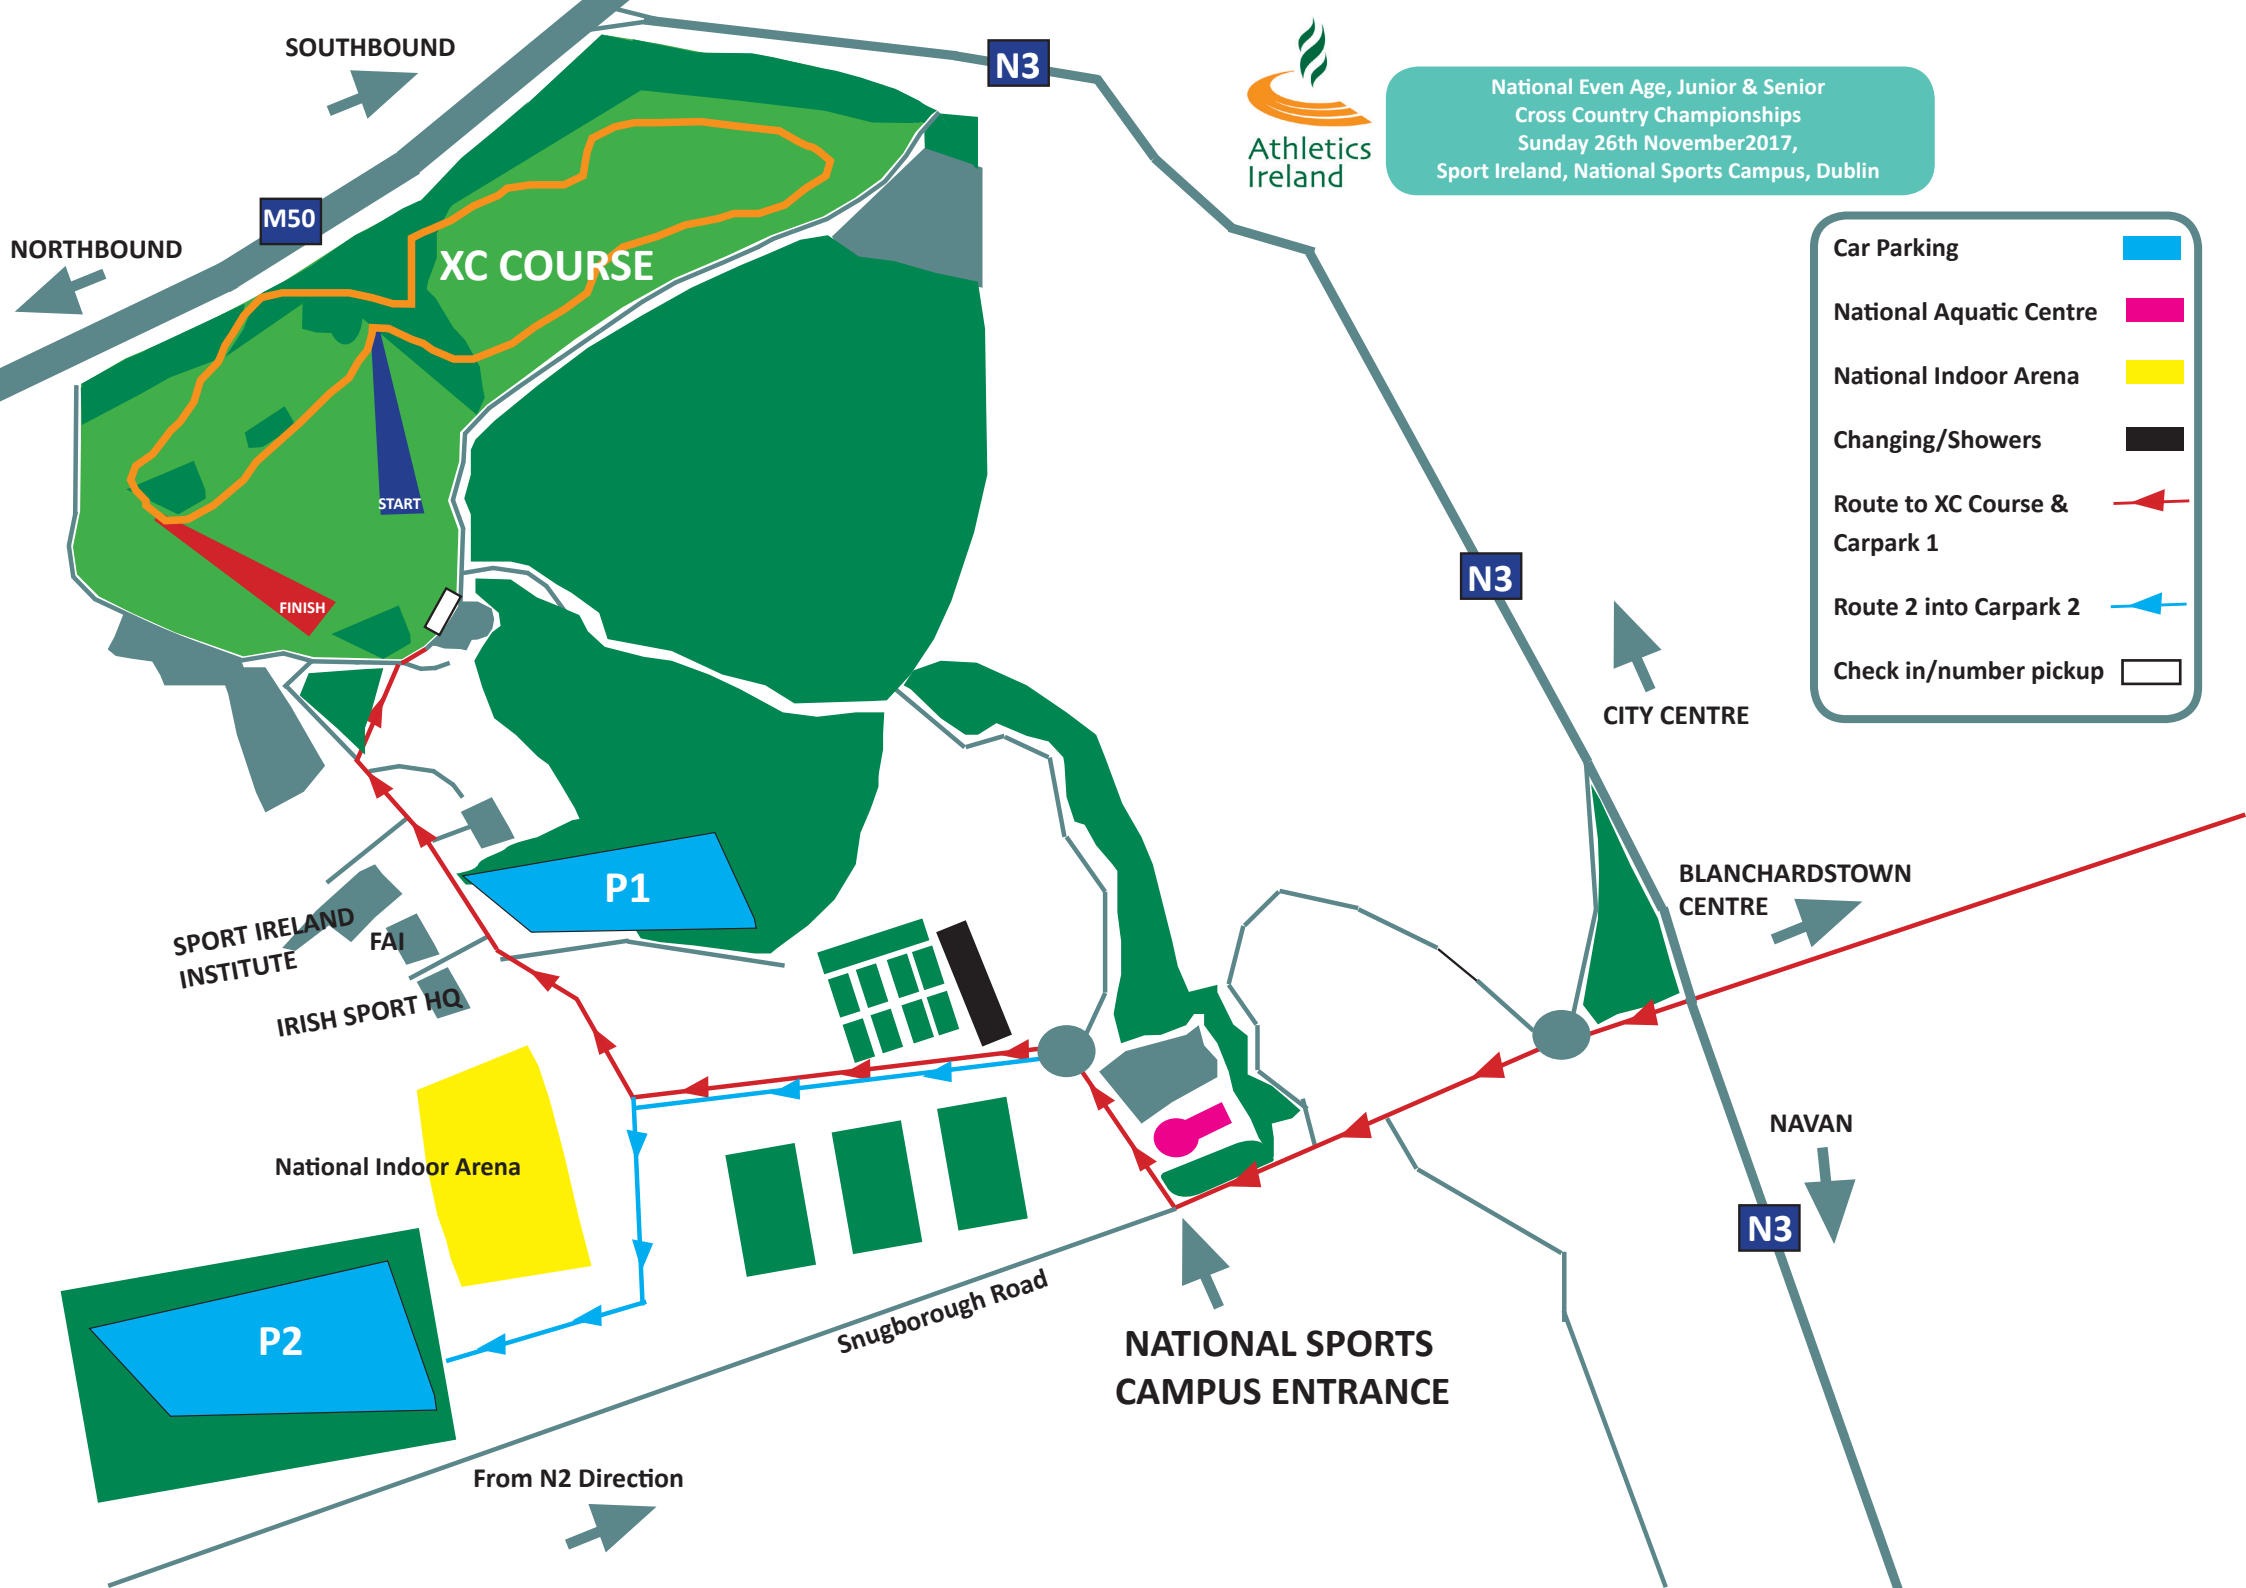 SOUTHBOUND
N3
Athletics
Ireland
National Even Age, Junior & Senior
Cross Country Championships
Sunday 26th November2017,
Sport Ireland, National Sports Campus, Dublin
M50
NORTHBOUND
XC COURSE
Car Parking
National Aquatic Centre
National Indoor Arena
Changing/Showers
Route to XC Course &
Carpark 1
Route 2 into Carpark 2
Check in/number pickup
START
FINISH
N3
CITY CENTRE
BLANCHARDSTOWN
CENTRE
P1
SPORT IRELAND
INSTITUTE
FAI
IRISH SPORT HQ
National Indoor Arena
NAVAN
N3
P2
Snugborough Road
NATIONAL SPORTS
CAMPUS ENTRANCE
From N2 Direction